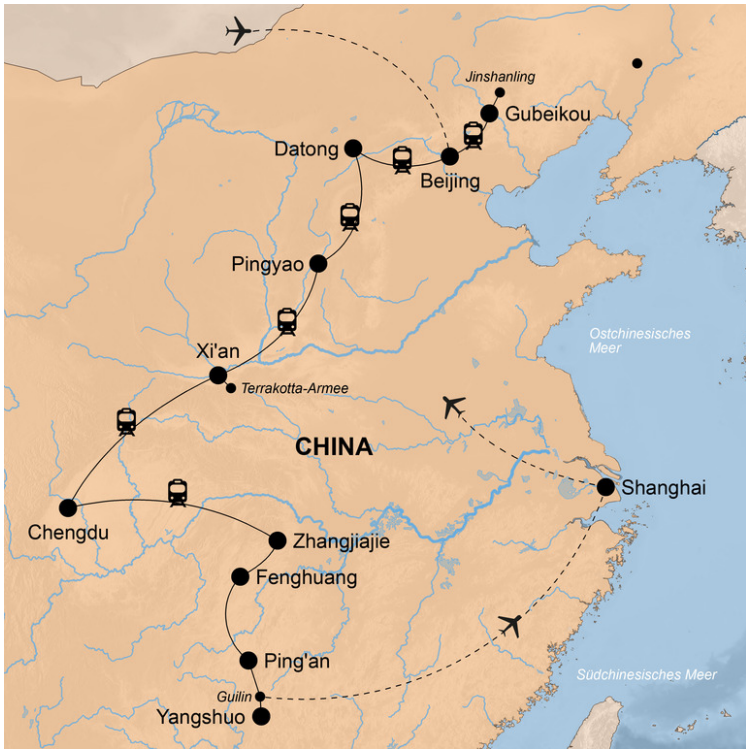 Jinshanling
Gubeikou
Datong
Beijing
Pingyao
Ostchinesisches
Meer
Xi'an
Terrakotta-Armee
CHINA
Shanghai
Chengdu
Zhangjiajie
Fenghuang
Ping'an
Südchinesisches Meer
Guilin
Yangshuo